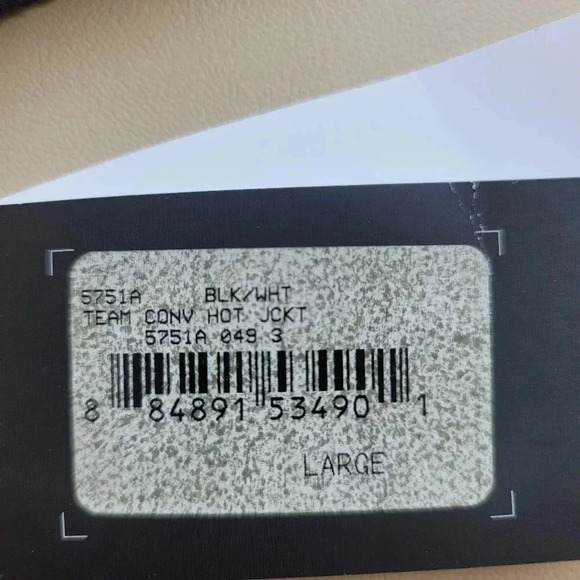 5751A BLK/WHT
TEAM CONV HOT JCKT
5751A 049 3
8 84891 53490 1
LARGE